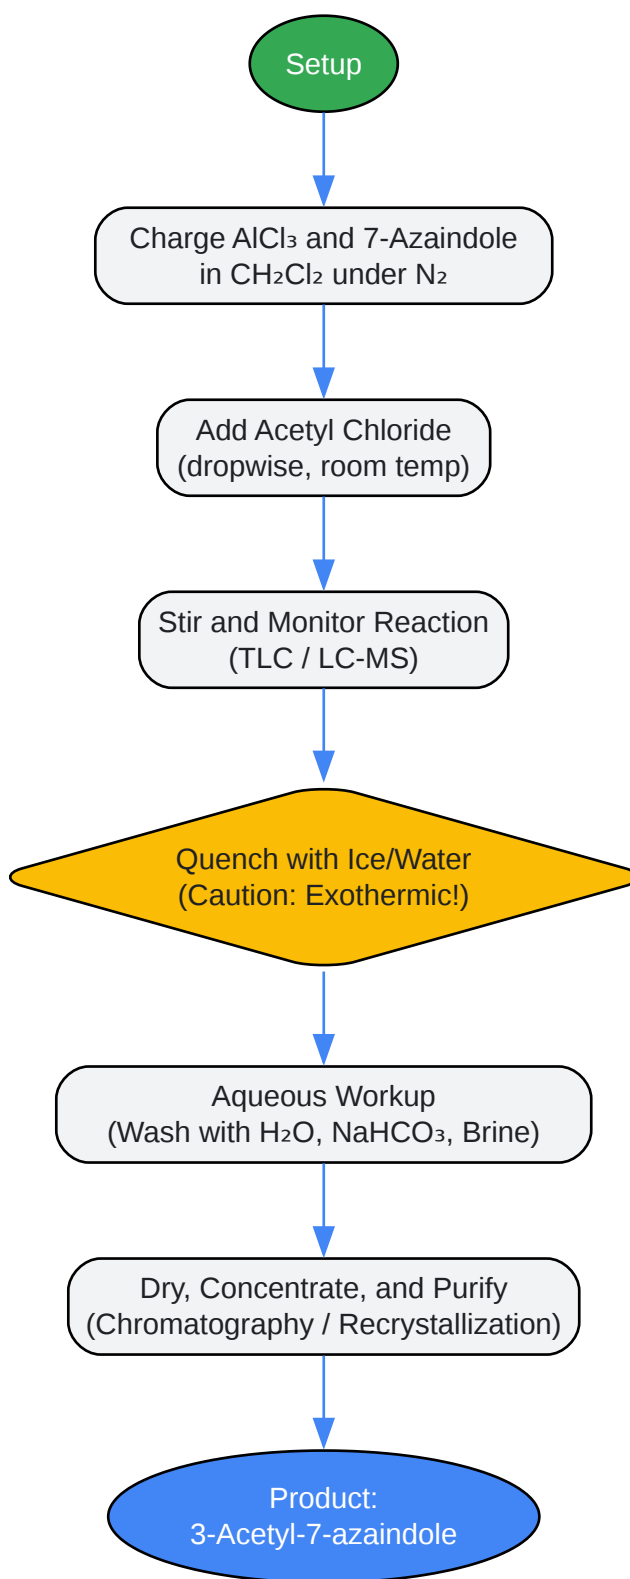 Setup
Charge AlCl₃ and 7-Azaindole
in CH₂Cl₂ under N₂
Add Acetyl Chloride
(dropwise, room temp)
Stir and Monitor Reaction
(TLC / LC-MS)
Quench with Ice/Water
(Caution: Exothermic!)
Aqueous Workup
(Wash with H₂O, NaHCO₃, Brine)
Dry, Concentrate, and Purify
(Chromatography / Recrystallization)
Product:
3-Acetyl-7-azaindole